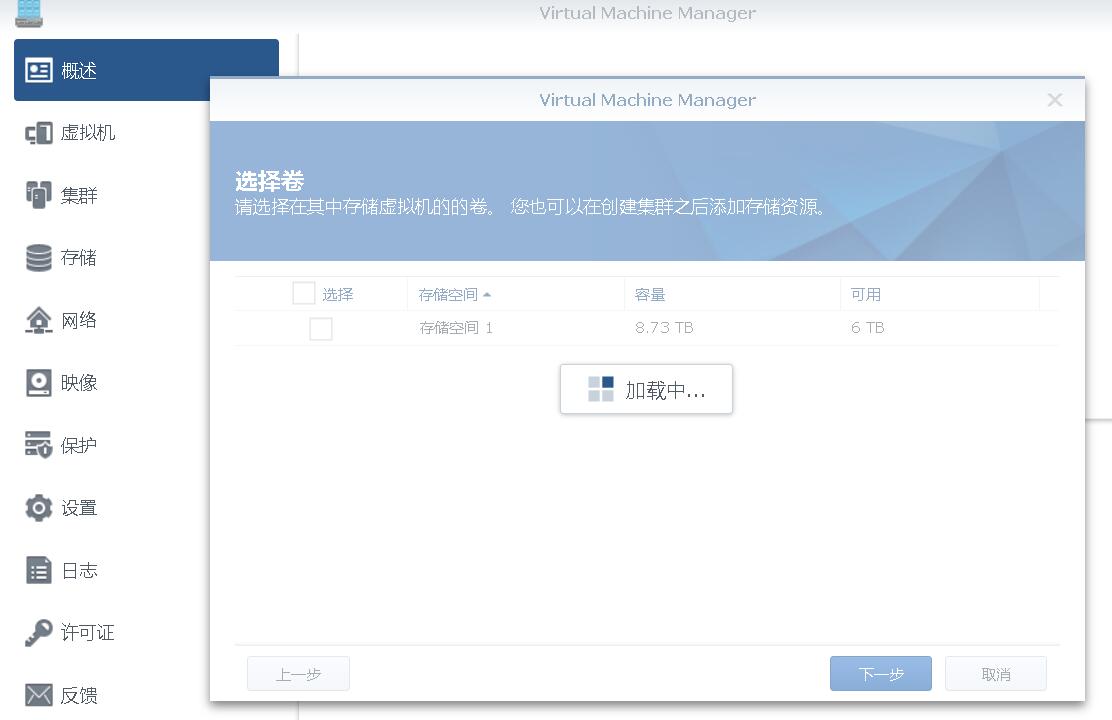 Virtual Machine Manager
概述
虚拟机
集群
存储
网络
映像
保护
设置
日志
许可证
反馈
Virtual Machine Manager
选择卷
请选择在其中存储虚拟机的的卷。 您也可以在创建集群之后添加存储资源。
选择 存储空间 容量 可用
存储空间 1 8.73 TB 6 TB
加载中...
上一步 下一步 取消